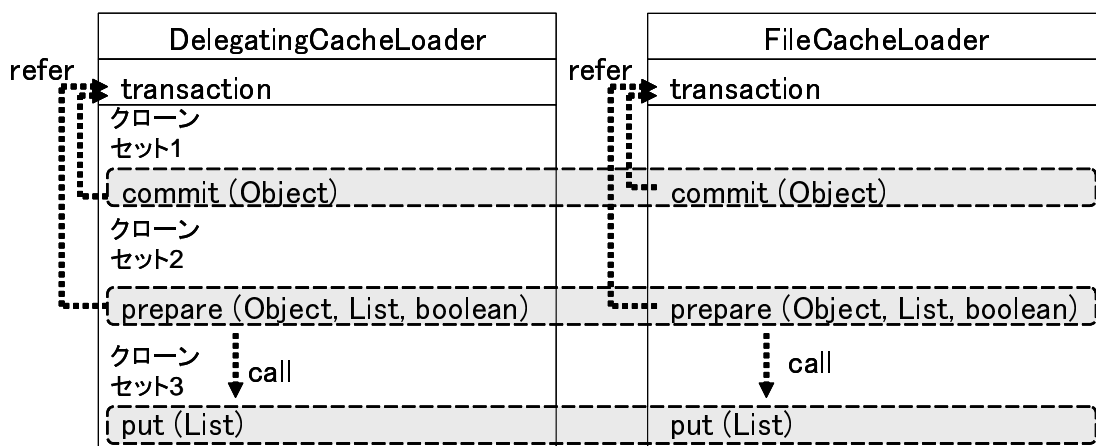 DelegatingCacheLoader
FileCacheLoader
refer
transaction
refer
transaction
クローン
セット1
commit (Object)
commit (Object)
クローン
セット2
prepare (Object, List, boolean)
prepare (Object, List, boolean)
クローン
セット3
call
call
put (List)
put (List)